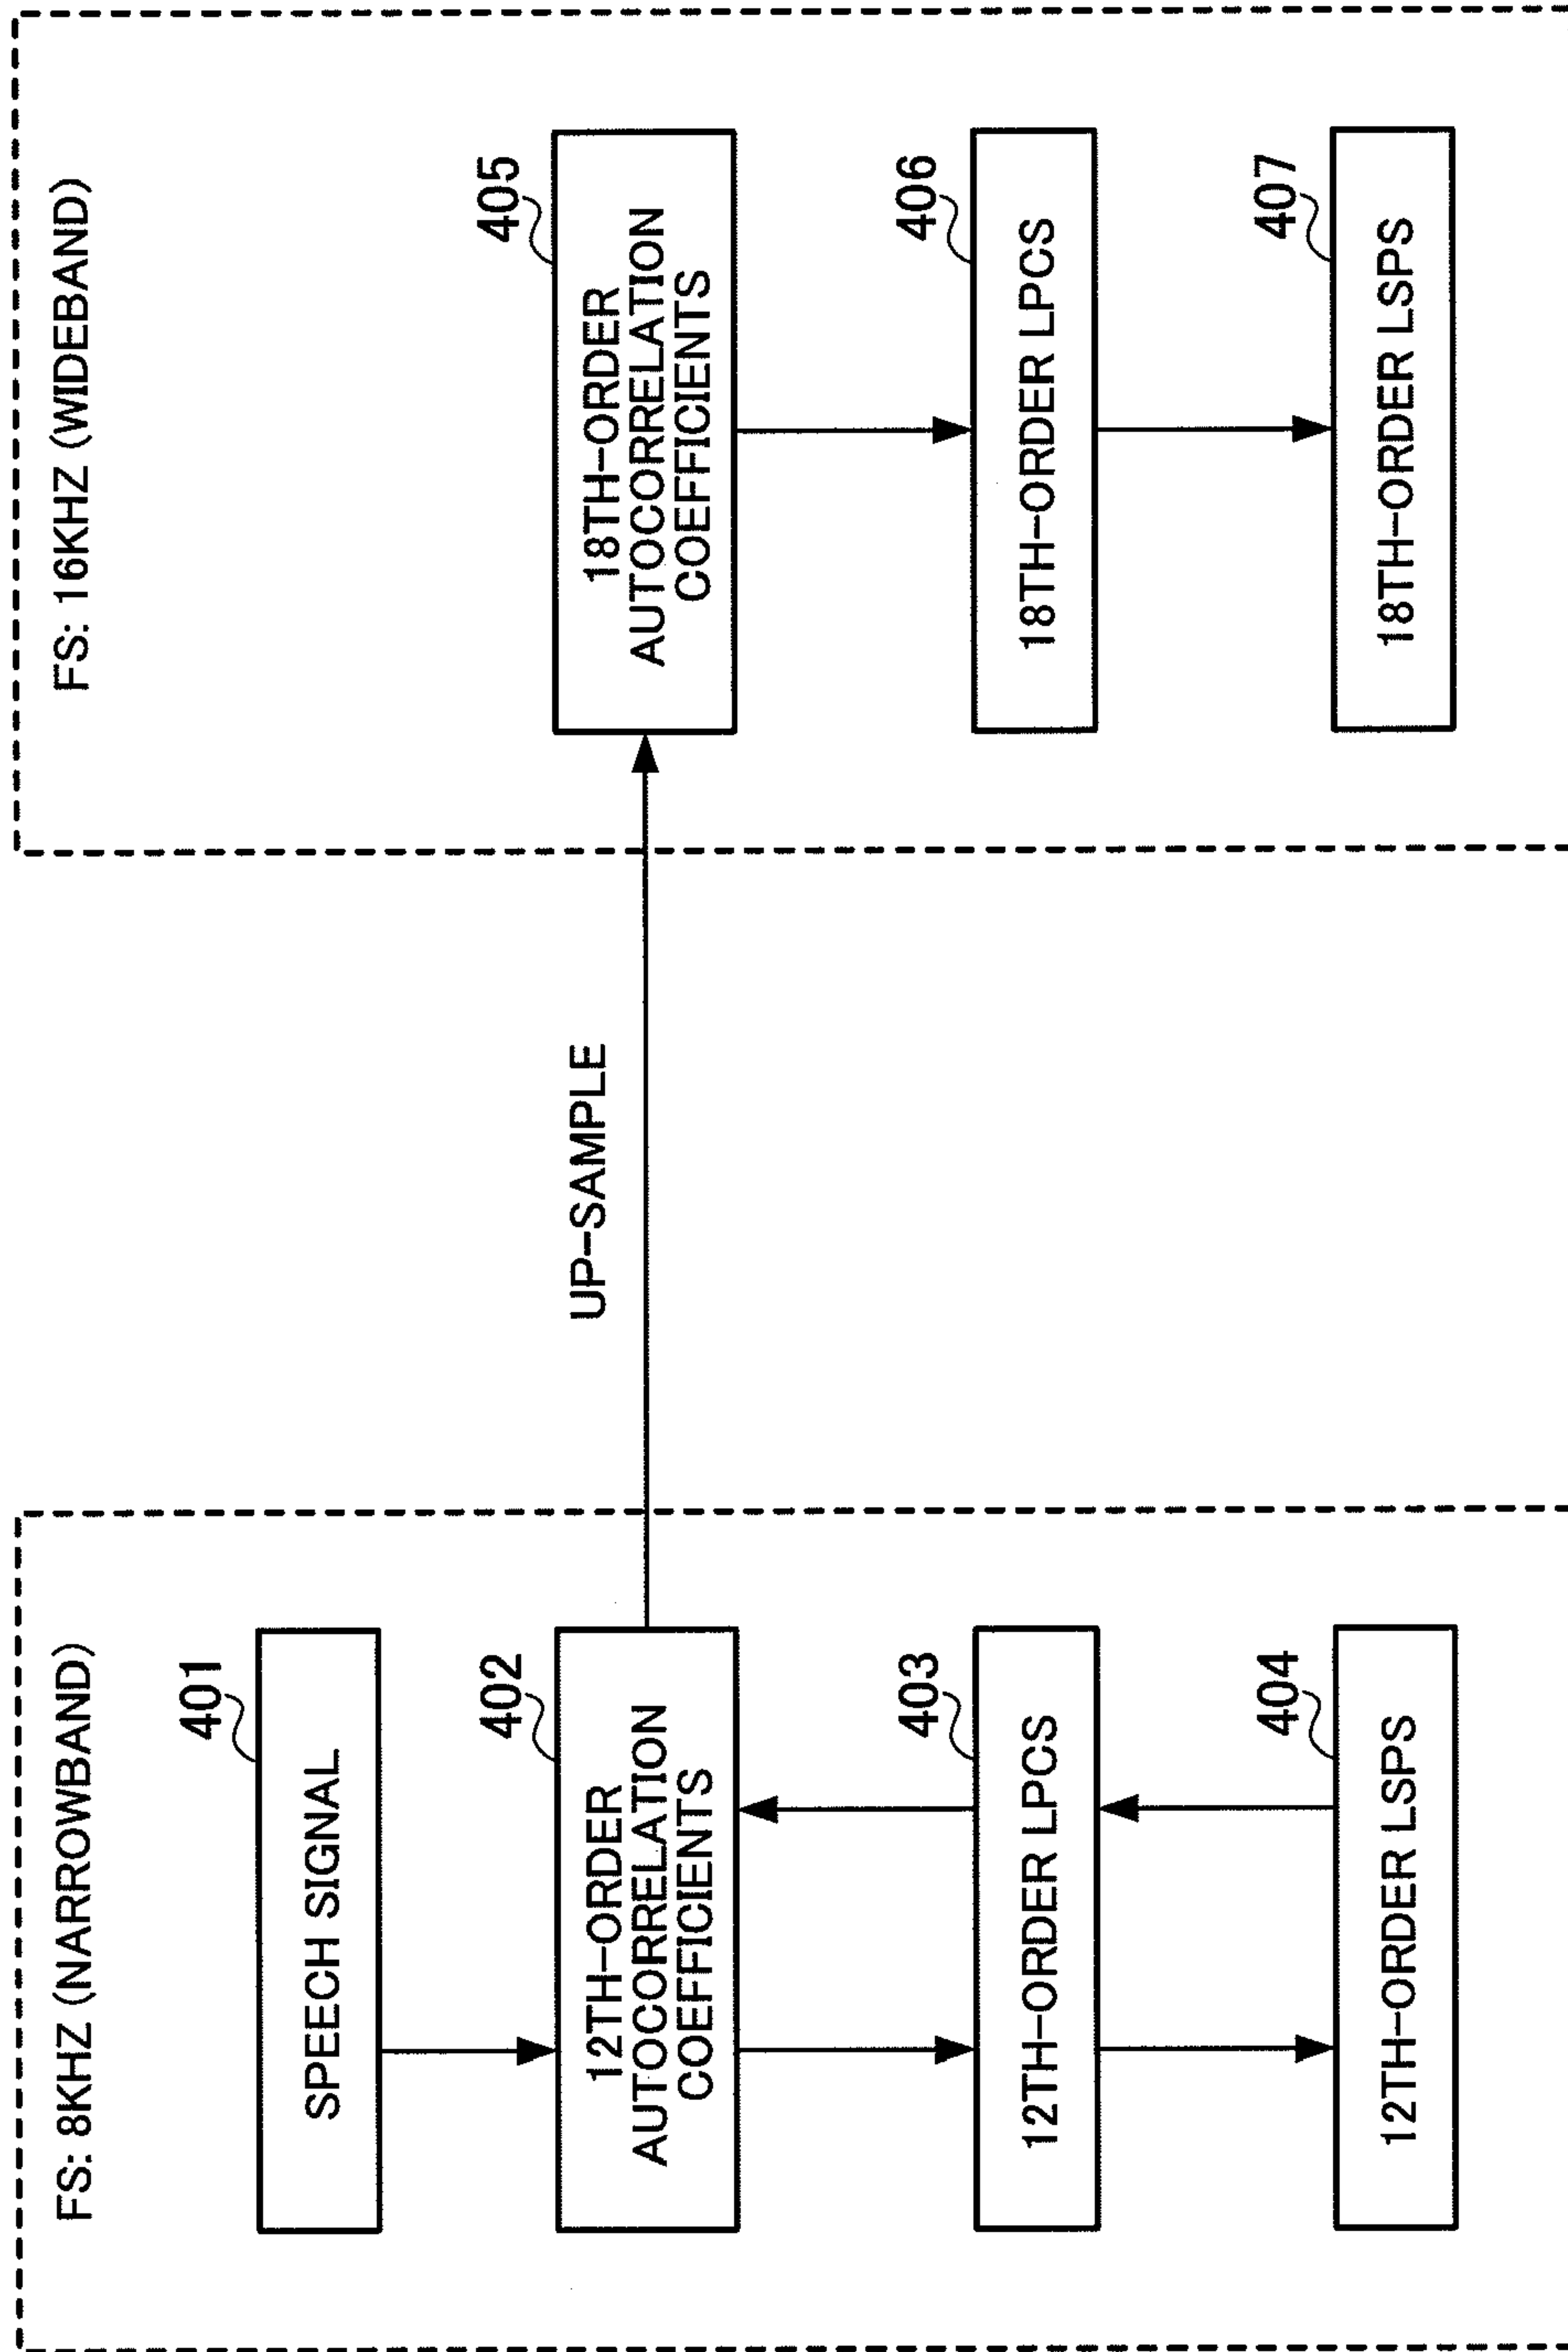 FS: 8KHZ (NARROWBAND)
401
SPEECH SIGNAL
402
12TH-ORDER
AUTOCORRELATION
COEFFICIENTS
403
12TH-ORDER LPCS
404
12TH-ORDER LSPS
UP-SAMPLE
FS: 16KHZ (WIDEBAND)
405
18TH-ORDER
AUTOCORRELATION
COEFFICIENTS
406
18TH-ORDER LPCS
407
18TH-ORDER LSPS